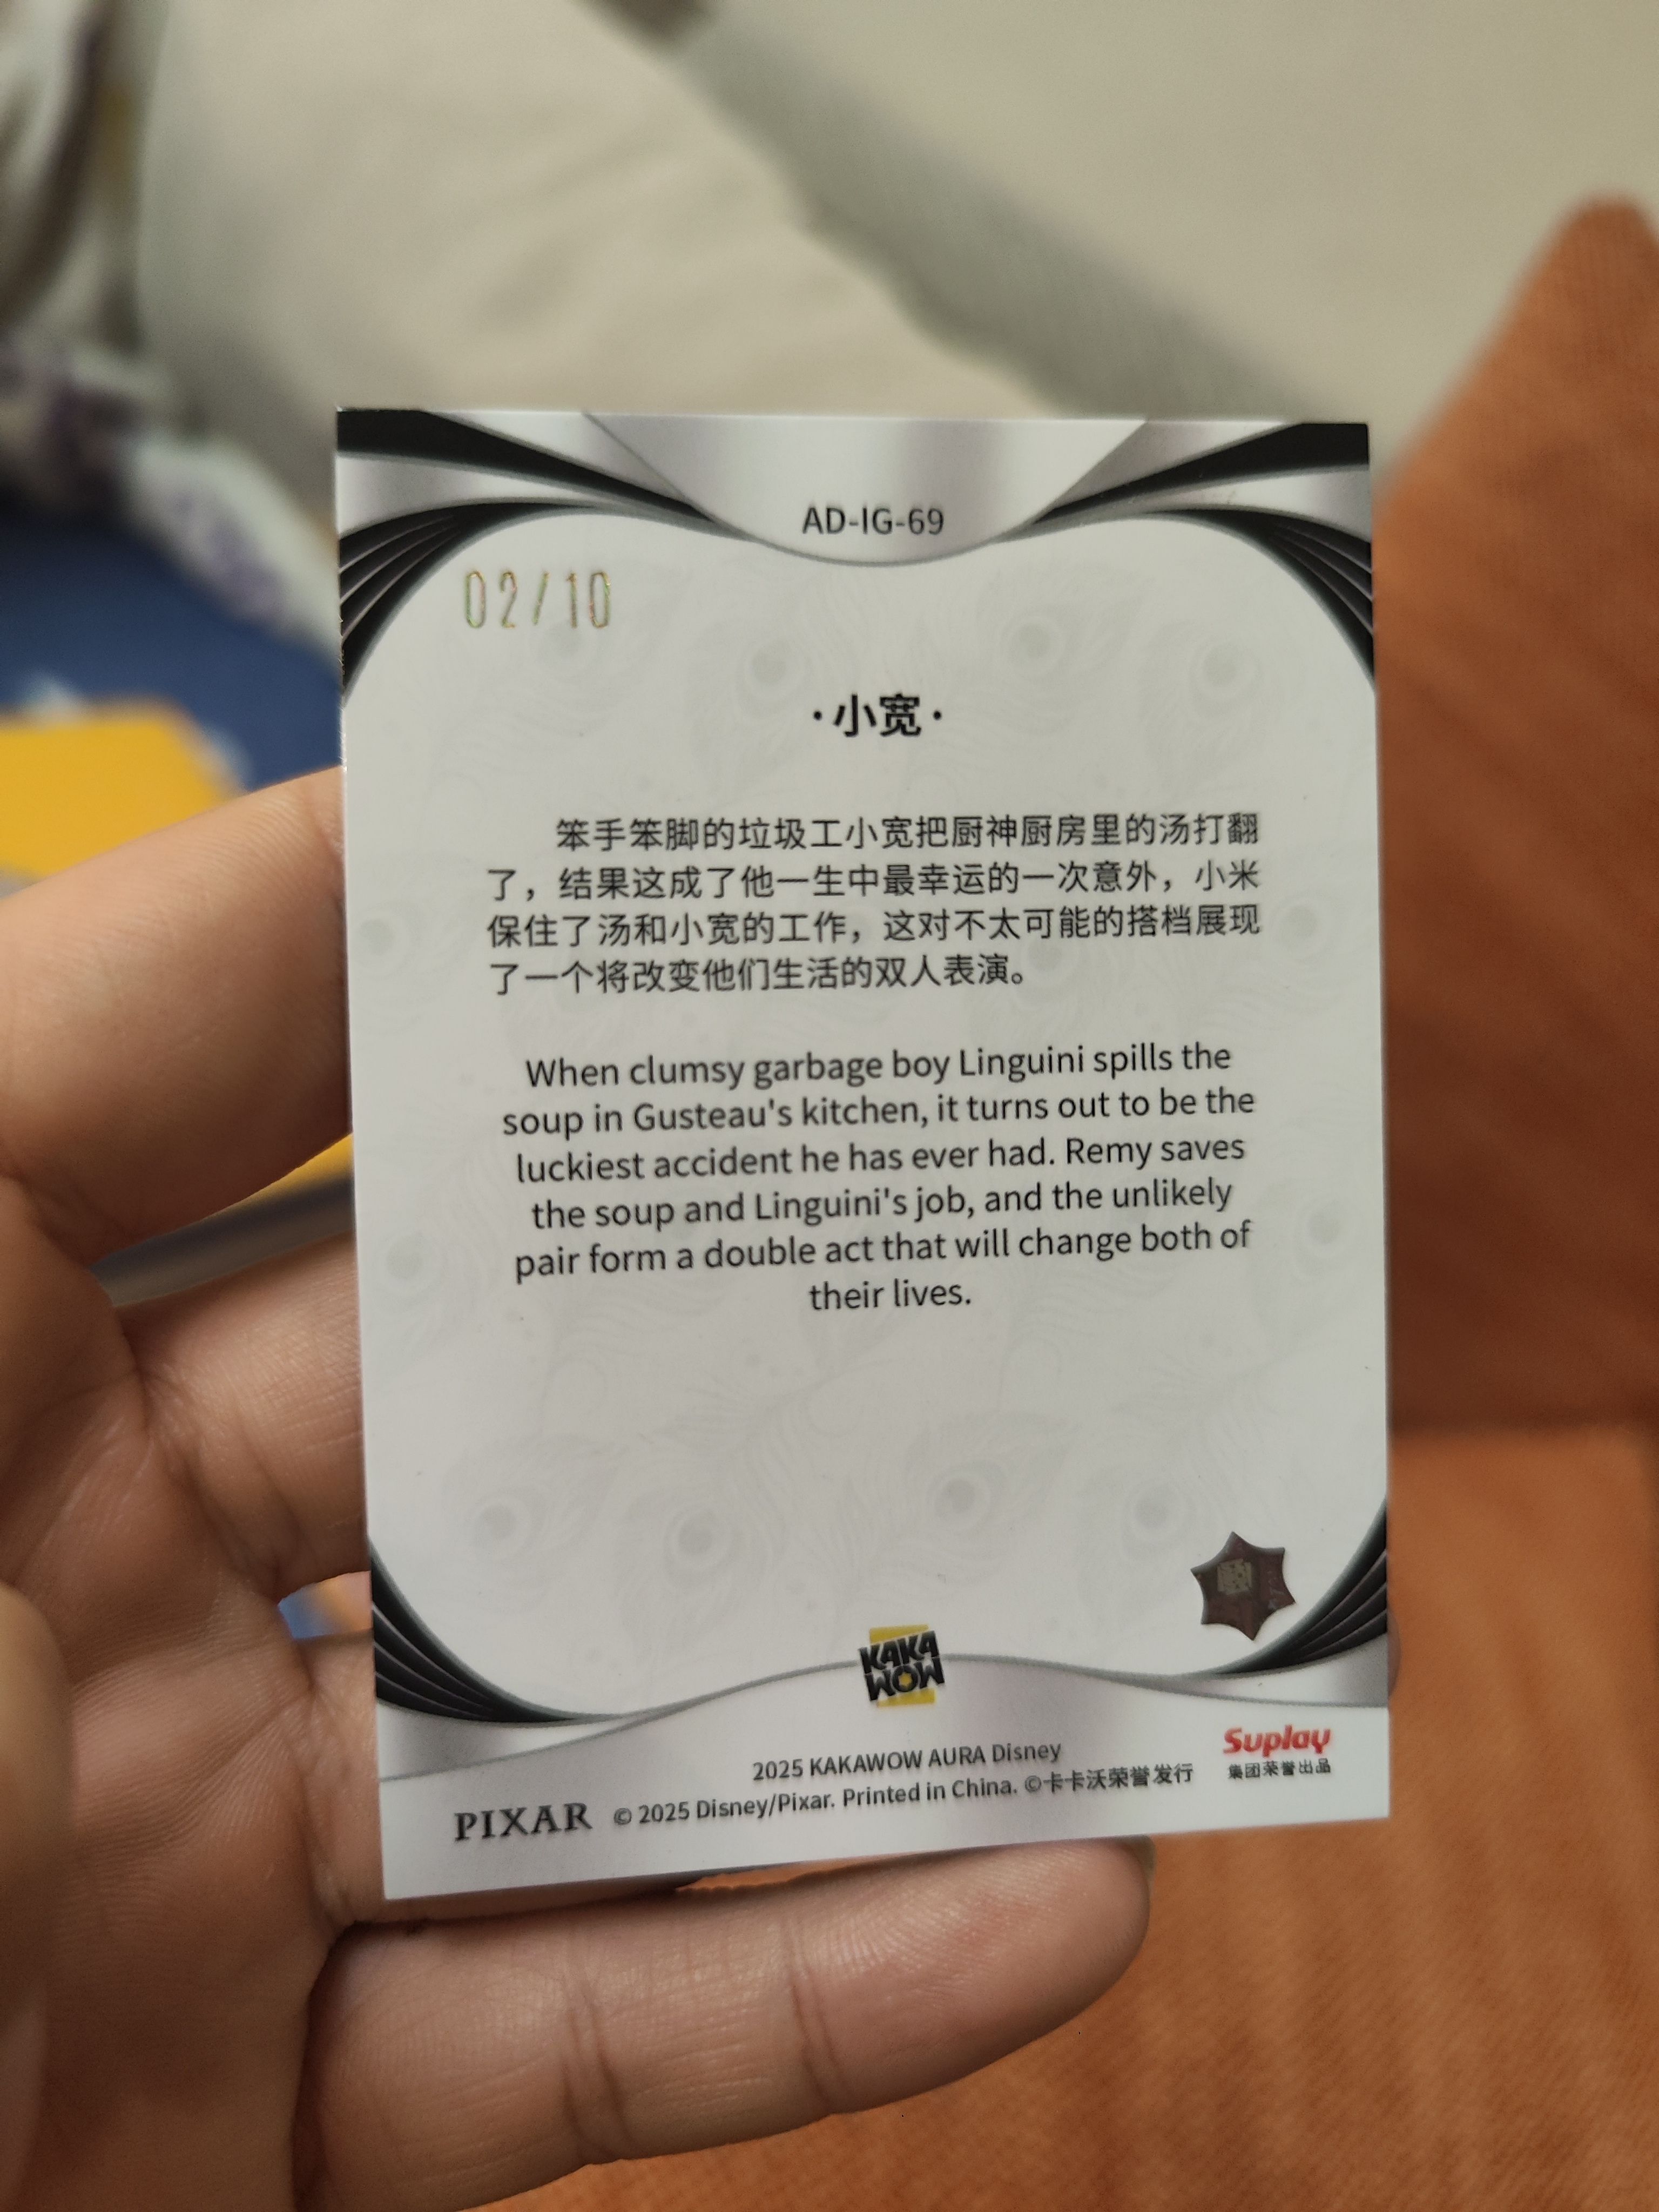 AD-IG-69
02/10
·小宽·
笨手笨脚的垃圾工小宽把厨神厨房里的汤打翻
了，结果这成了他一生中最幸运的一次意外，小米
保住了汤和小宽的工作，这对不太可能的搭档展现
了一个将改变他们生活的双人表演。
When clumsy garbage boy Linguini spills the
soup in Gusteau's kitchen, it turns out to be the
luckiest accident he has ever had. Remy saves
the soup and Linguini's job, and the unlikely
pair form a double act that will change both of
their lives.
KAKA
WOW
2025 KAKAWOW AURA Disney
Suplay
集团荣誉出品
PIXAR © 2025 Disney/Pixar. Printed in China. ©卡卡沃荣誉发行